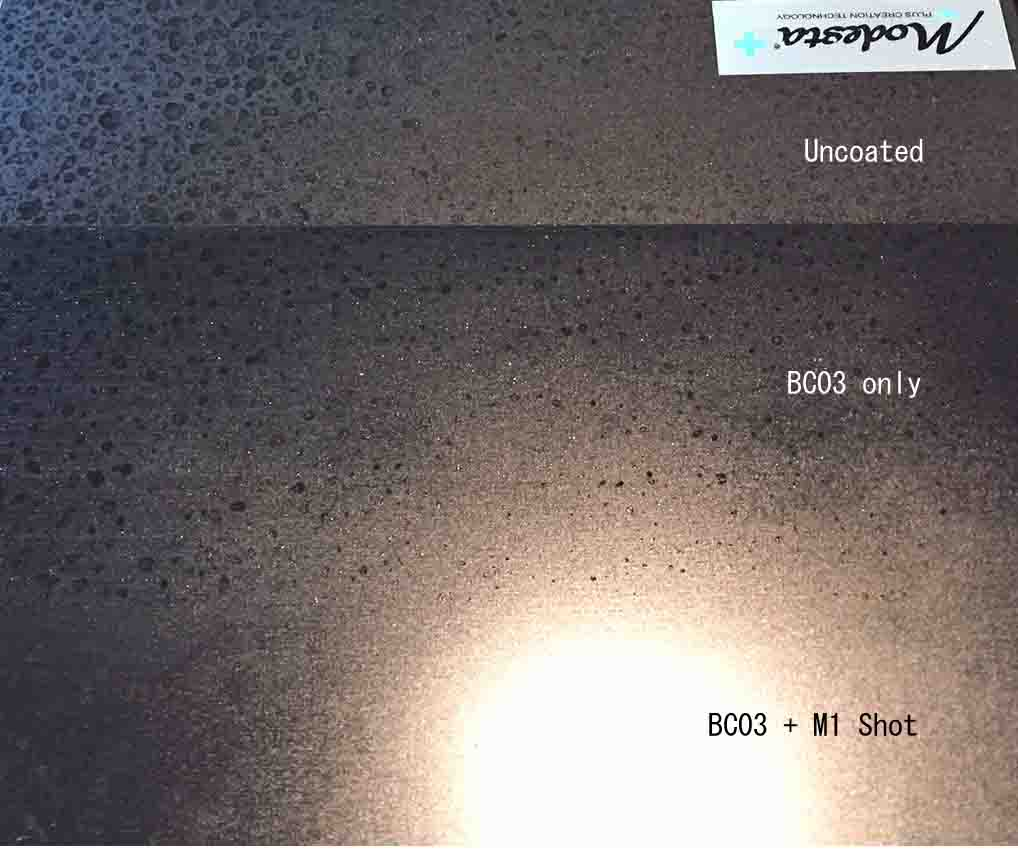 PLUS CREATION TECHNOLOGY
Modesta
Uncoated
BC03 only
BC03 + M1 Shot